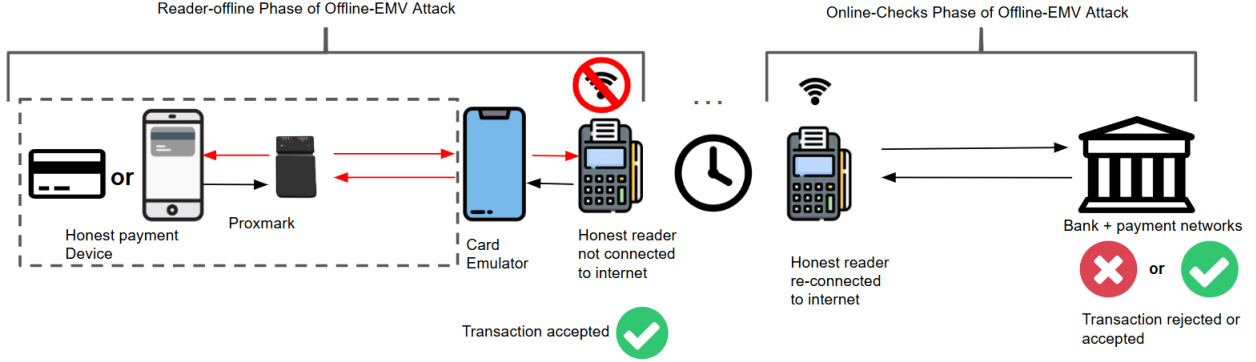 Reader-offline Phase of Offline-EMV Attack
Online-Checks Phase of Offline-EMV Attack
...
or
Proxmark
Honest payment
Device
Card
Emulator
Honest reader
not connected
to internet
Honest reader
re-connected
to internet
Bank + payment networks
or
Transaction accepted
Transaction rejected or
accepted